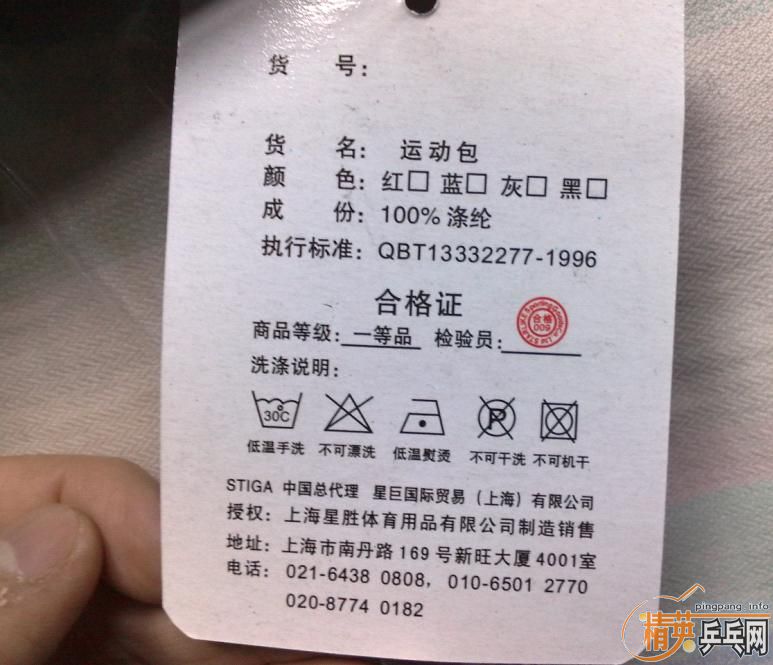 货 号：
货 名： 运动包
颜 色：红□ 蓝□ 灰□ 黑□
成 份：100% 涤纶
执行标准：QBT13332277-1996
合格证
商品等级：一等品 检验员：
合格
009
洗涤说明：
30C
P
低温手洗 不可漂洗 低温熨烫 不可干洗 不可机干
STIGA 中国总代理 星巨国际贸易（上海）有限公司
授权：上海星胜体育用品有限公司制造销售
地址：上海市南丹路 169 号新旺大厦 4001室
电话： 021-6438 0808，010-6501 2770
020-8774 0182
pingpang.info
精英乒乓网